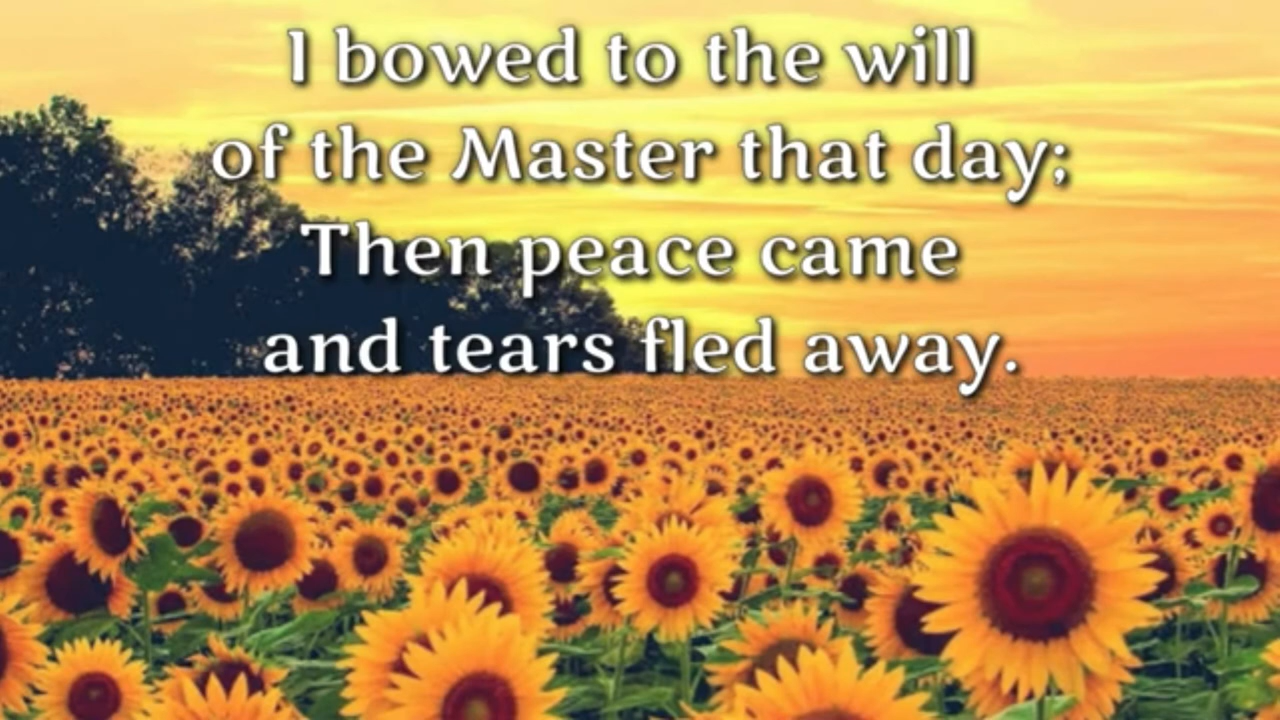 I bowed to the will
of the Master that day;
Then peace came
and tears fled away.